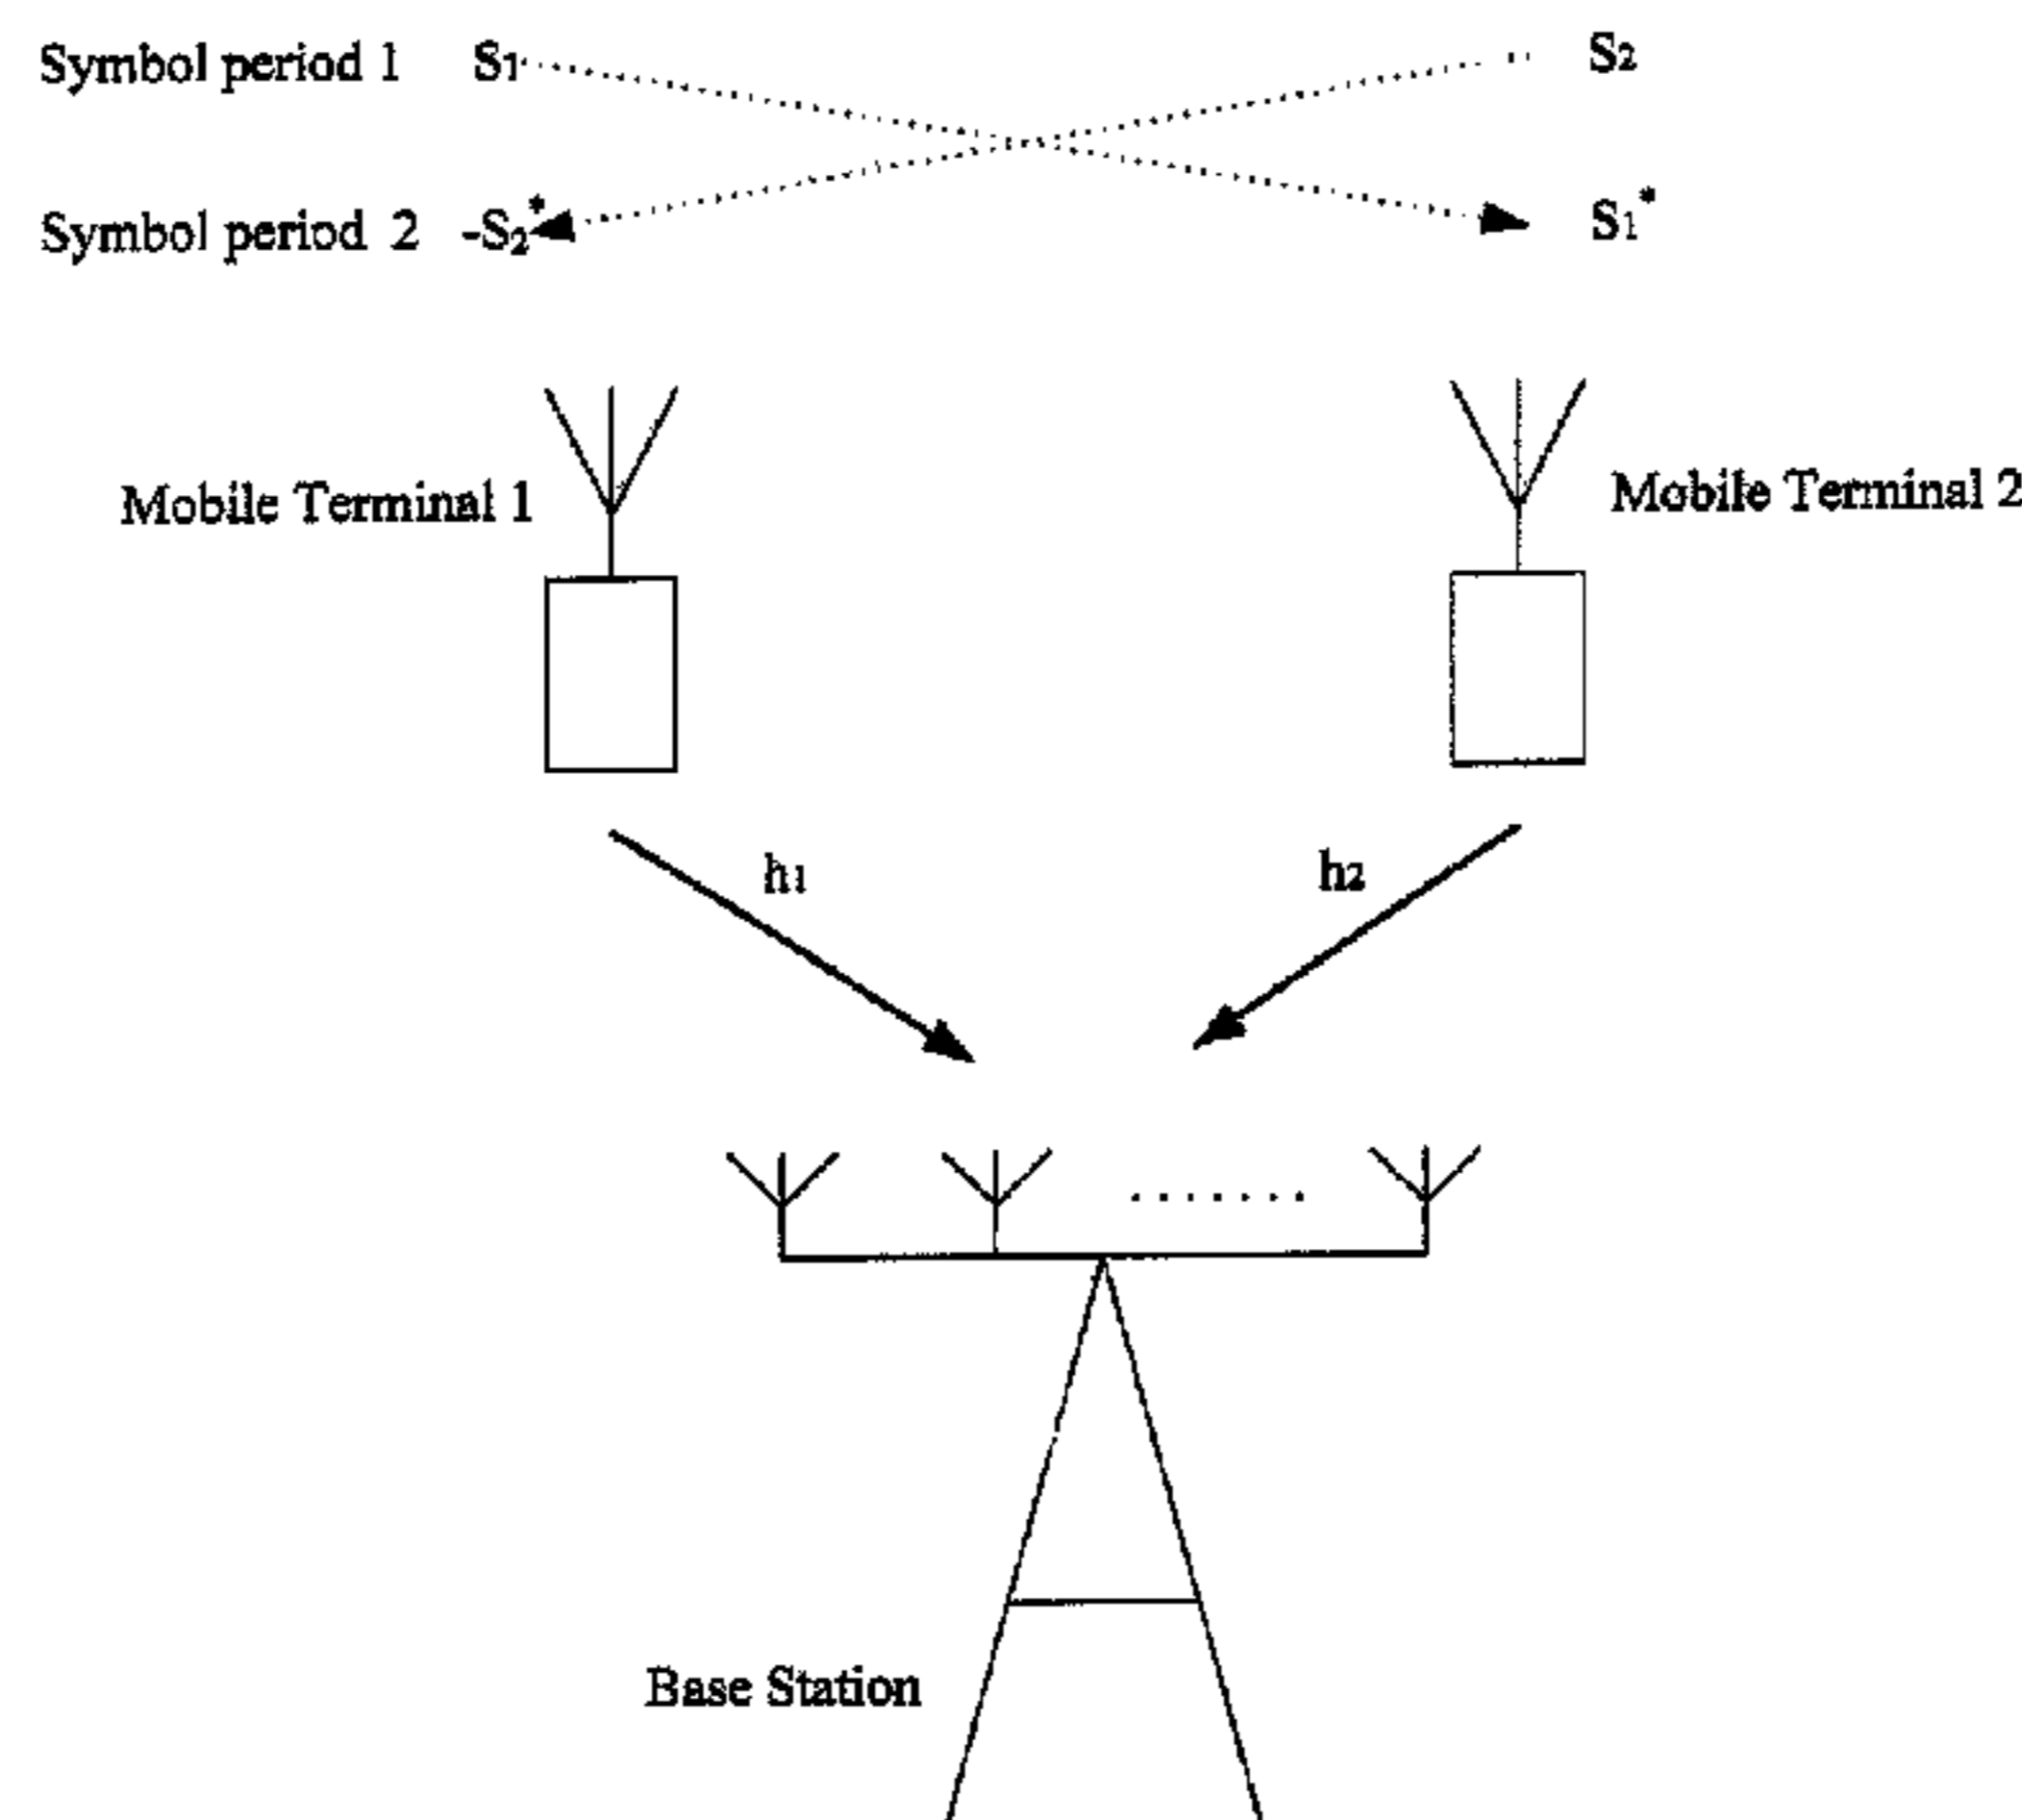 Symbol period 1 S1 S2
Symbol period 2 -S2* S1*
Mobile Terminal 1
Mobile Terminal 2
h1 h2
Base Station